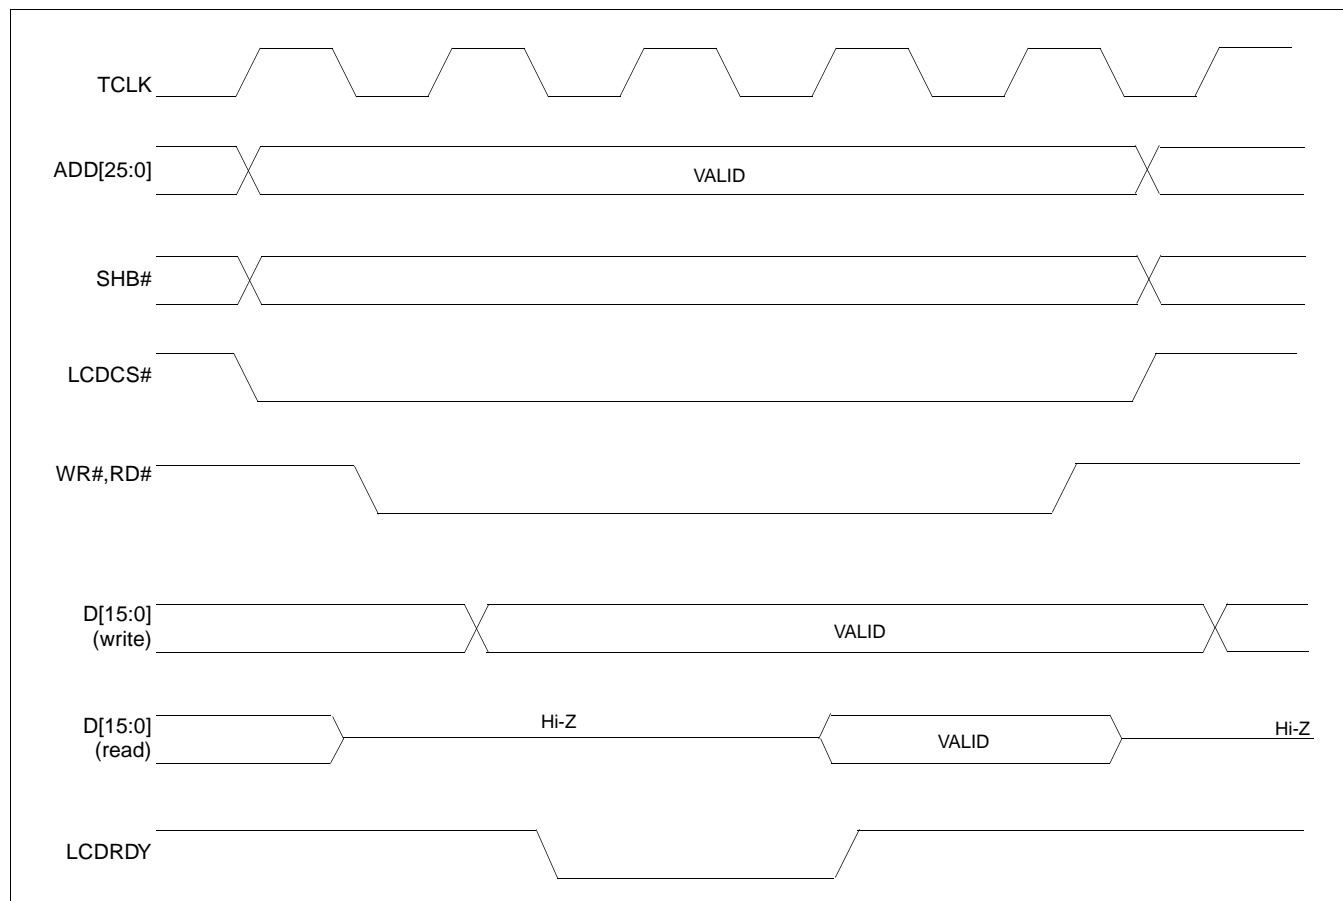 TCLK
ADD[25:0]
VALID
SHB#
LCDCS#
WR#,RD#
D[15:0]
(write)
VALID
D[15:0]
(read)
Hi-Z
VALID
Hi-Z
LCDRDY